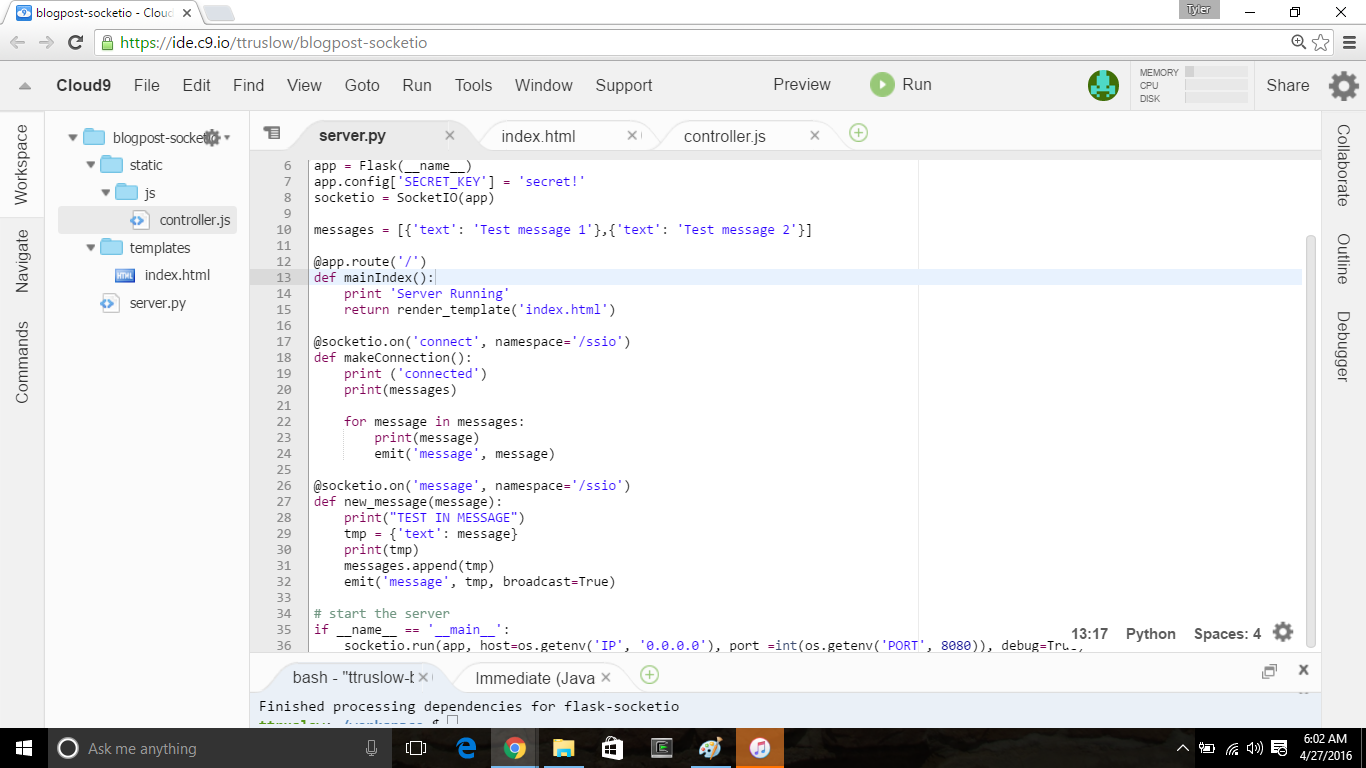 blogpost-socketio - Cloud
Tyler
https://ide.c9.io/ttruslow/blogpost-socketio
Cloud9 File Edit Find View Goto Run Tools Window Support Preview Run MEMORY CPU DISK Share
Workspace
Navigate
Commands
blogpost-socketio
static
js
controller.js
templates
index.html
server.py
server.py index.html controller.js
6 app = Flask(__name__)
7 app.config['SECRET_KEY'] = 'secret!'
8 socketio = SocketIO(app)
9
10 messages = [{'text': 'Test message 1'},{'text': 'Test message 2'}]
11
12 @app.route('/')
13 def mainIndex():
14     print 'Server Running'
15     return render_template('index.html')
16
17 @socketio.on('connect', namespace='/ssio')
18 def makeConnection():
19     print ('connected')
20     print(messages)
21
22     for message in messages:
23         print(message)
24         emit('message', message)
25
26 @socketio.on('message', namespace='/ssio')
27 def new_message(message):
28     print("TEST IN MESSAGE")
29     tmp = {'text': message}
30     print(tmp)
31     messages.append(tmp)
32     emit('message', tmp, broadcast=True)
33
34 # start the server
35 if __name__ == '__main__':
36     socketio.run(app, host=os.getenv('IP', '0.0.0.0'), port =int(os.getenv('PORT', 8080)), debug=True)
13:17 Python Spaces: 4
Collaborate
Outline
Debugger
bash - "ttruslow-b Immediate (Java
Finished processing dependencies for flask-socketio
ttruslow:~/workspace $
Ask me anything
6:02 AM
4/27/2016